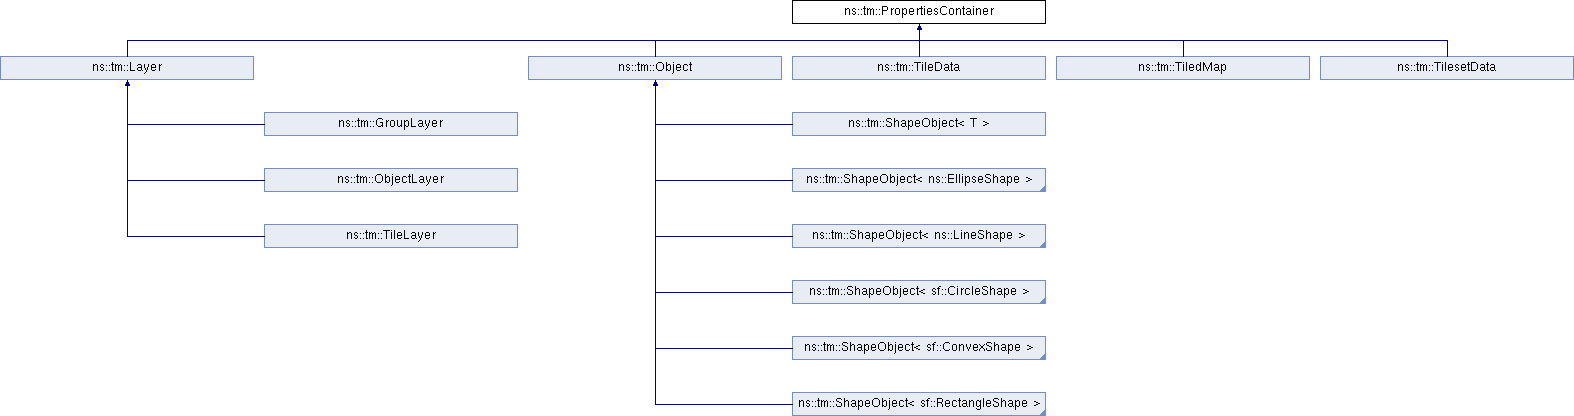 ns::tm::PropertiesContainer
ns::tm::Layer
ns::tm::Object
ns::tm::TileData
ns::tm::TiledMap
ns::tm::TilesetData
ns::tm::GroupLayer
ns::tm::ShapeObject< T >
ns::tm::ObjectLayer
ns::tm::ShapeObject< ns::EllipseShape >
ns::tm::TileLayer
ns::tm::ShapeObject< ns::LineShape >
ns::tm::ShapeObject< sf::CircleShape >
ns::tm::ShapeObject< sf::ConvexShape >
ns::tm::ShapeObject< sf::RectangleShape >